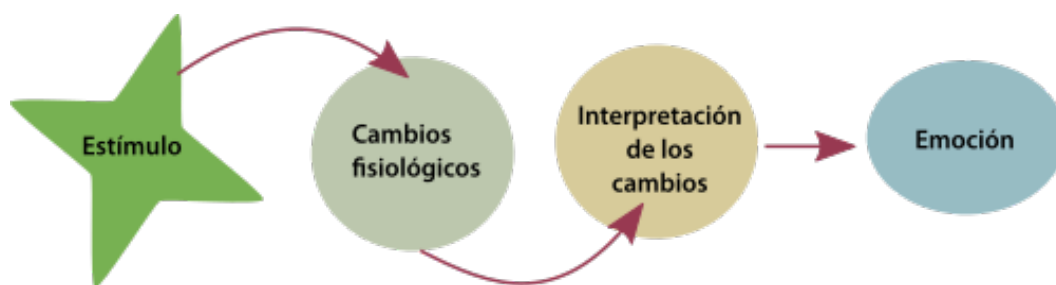 Estímulo
Cambios
fisiológicos
Interpretación
de los
cambios
Emoción